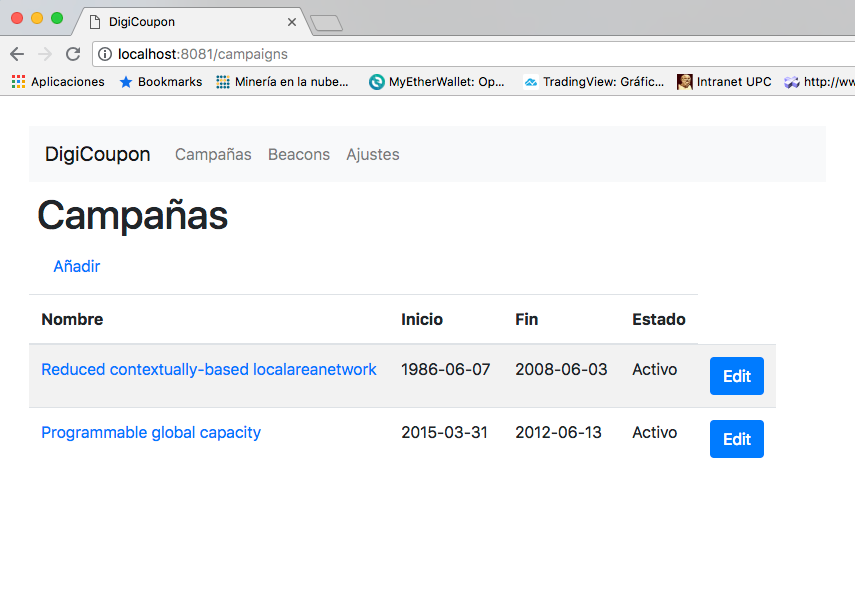 DigiCoupon
localhost:8081/campaigns
Aplicaciones Bookmarks Minería en la nube... MyEtherWallet: Op... TradingView: Gráfic... Intranet UPC http://ww
DigiCoupon Campañas Beacons Ajustes
Campañas
Añadir
Nombre Inicio Fin Estado
Reduced contextually-based localareanetwork 1986-06-07 2008-06-03 Activo Edit
Programmable global capacity 2015-03-31 2012-06-13 Activo Edit